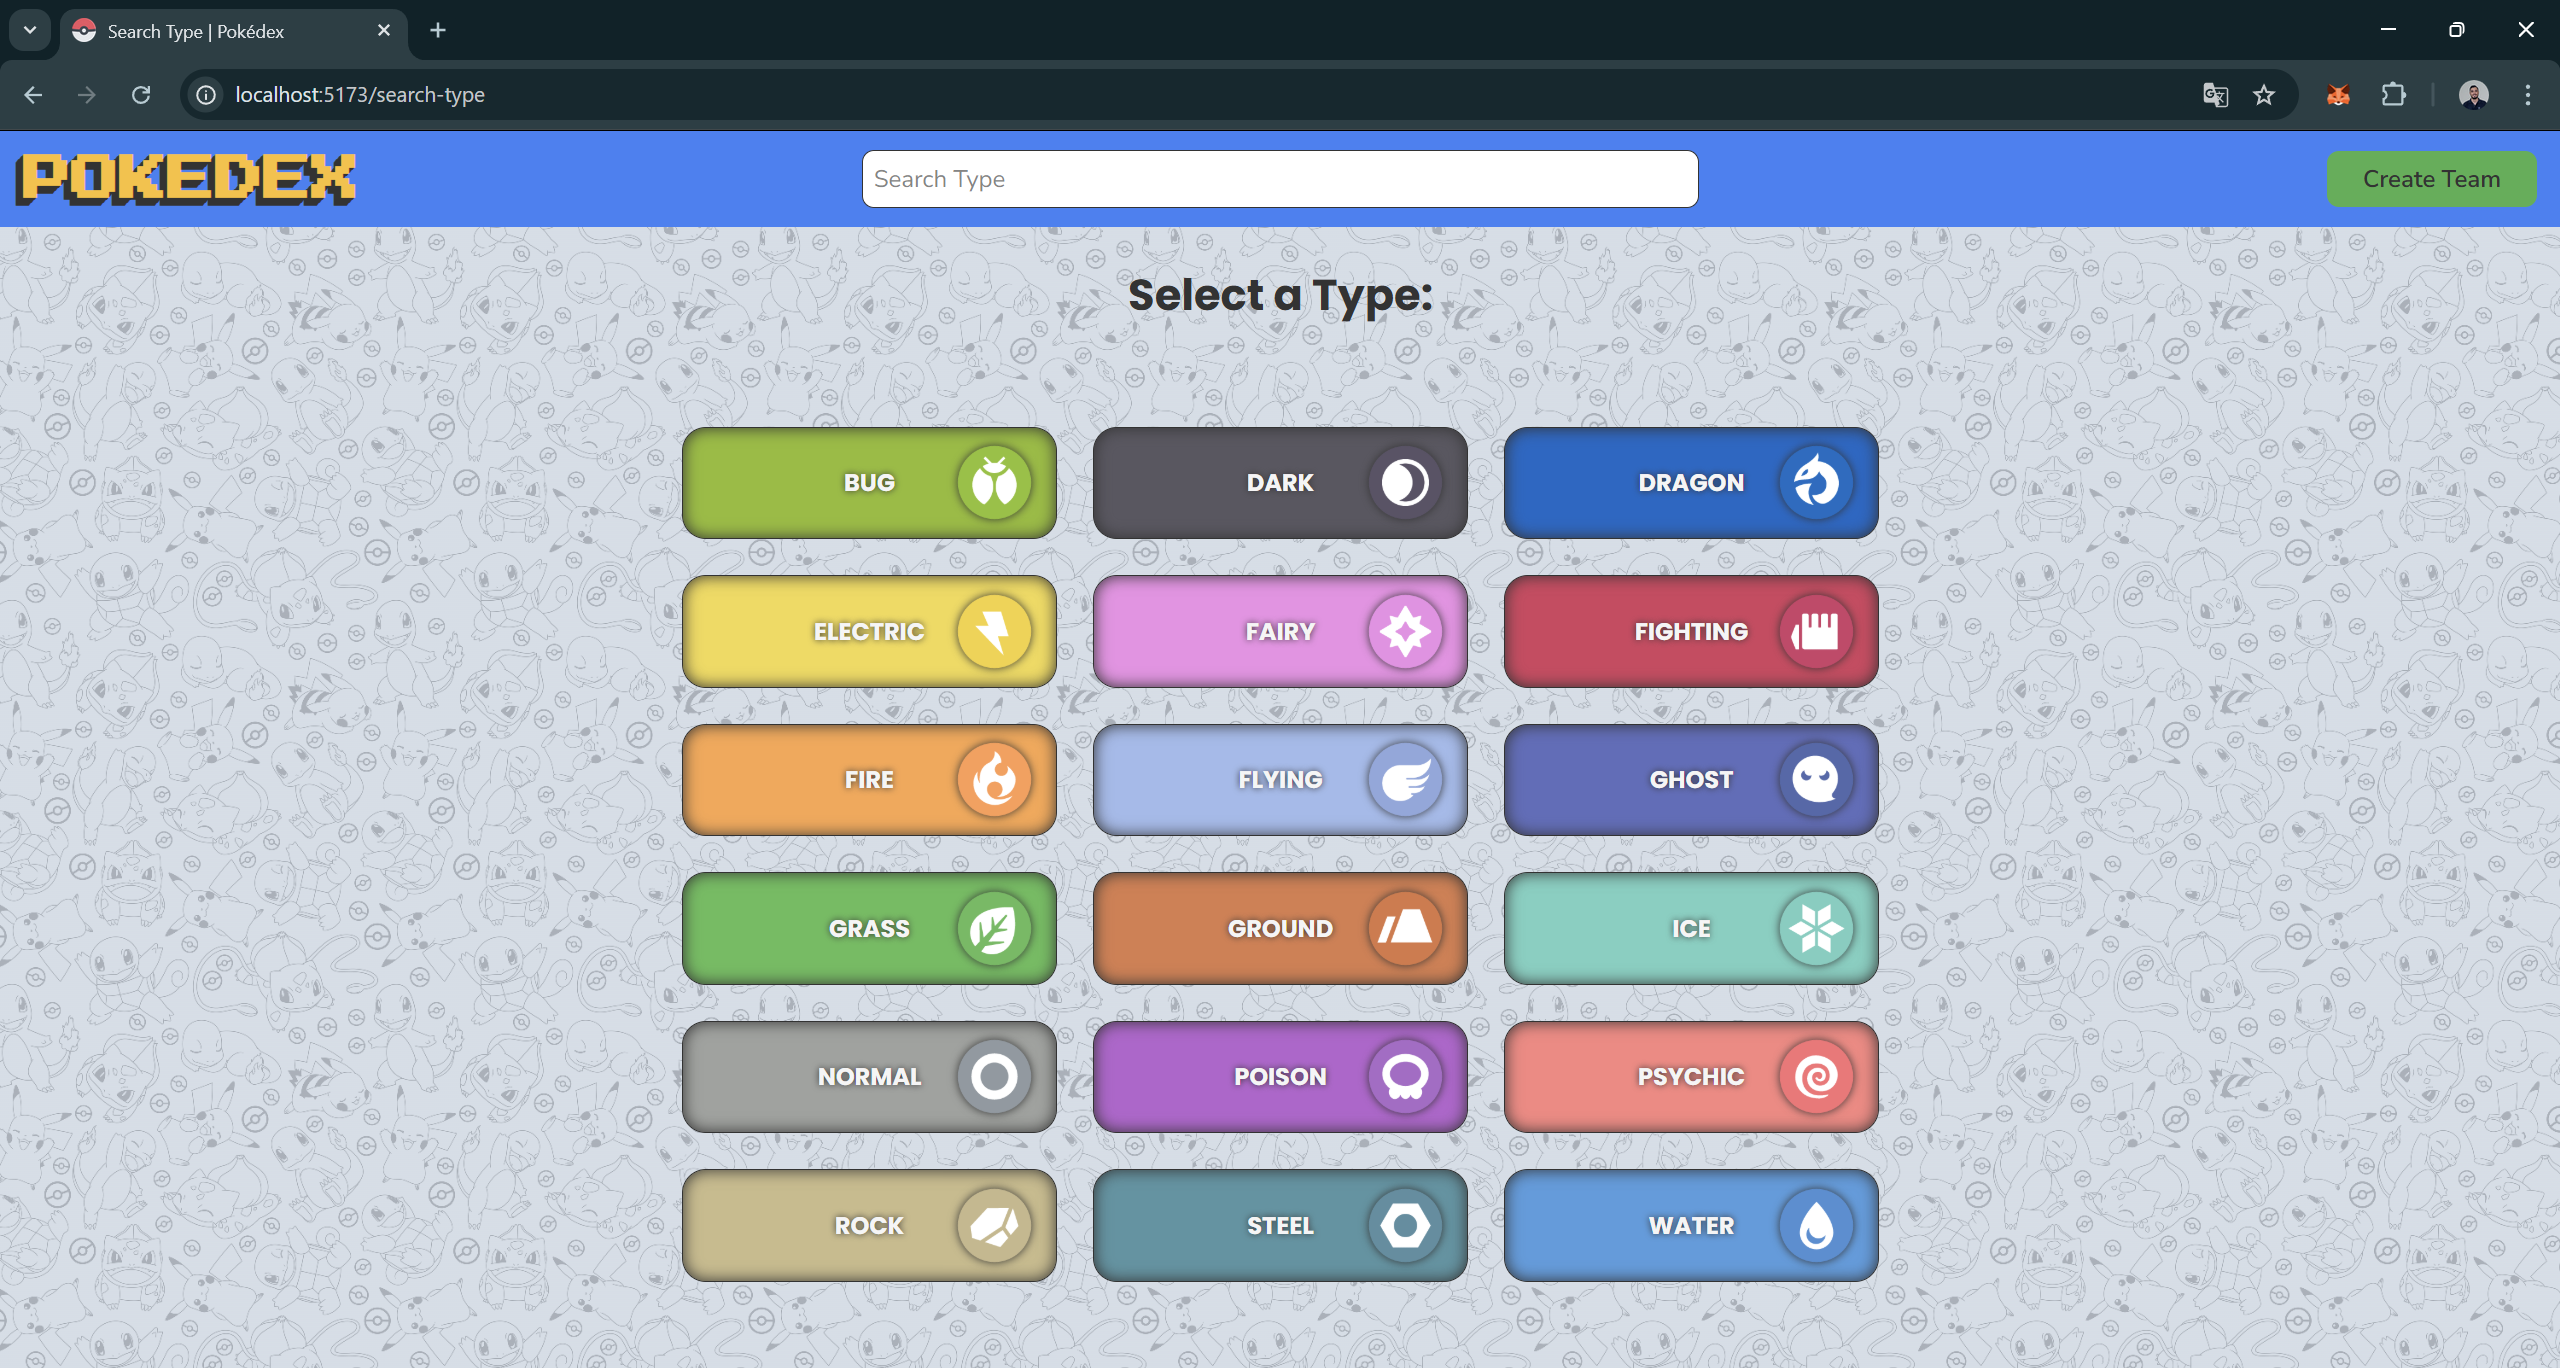 Search Type | Pokédex
localhost:5173/search-type
POKEDEX
Search Type
Create Team
Select a Type:
BUG
DARK
DRAGON
ELECTRIC
FAIRY
FIGHTING
FIRE
FLYING
GHOST
GRASS
GROUND
ICE
NORMAL
POISON
PSYCHIC
ROCK
STEEL
WATER